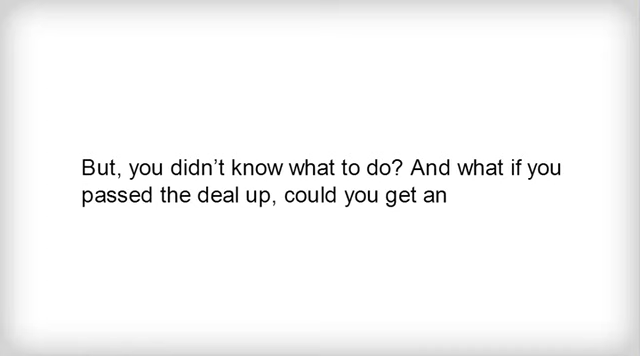 But, you didn’t know what to do? And what if you
passed the deal up, could you get an